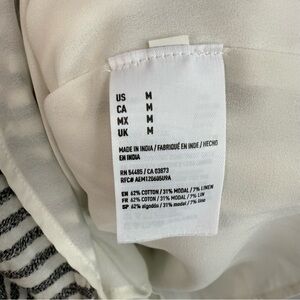 US M
CA M
MX M
UK M
MADE IN INDIA / FABRIQUÉ EN INDE / HECHO
EN INDIA
RN 54485 / CA 03873
RFC# AEM120605U9A
EN 62% COTTON / 31% MODAL / 7% LINEN
FR 62% COTON / 31% MODAL / 7% LIN
SP 62% algodón / 31% modal / 7% lino